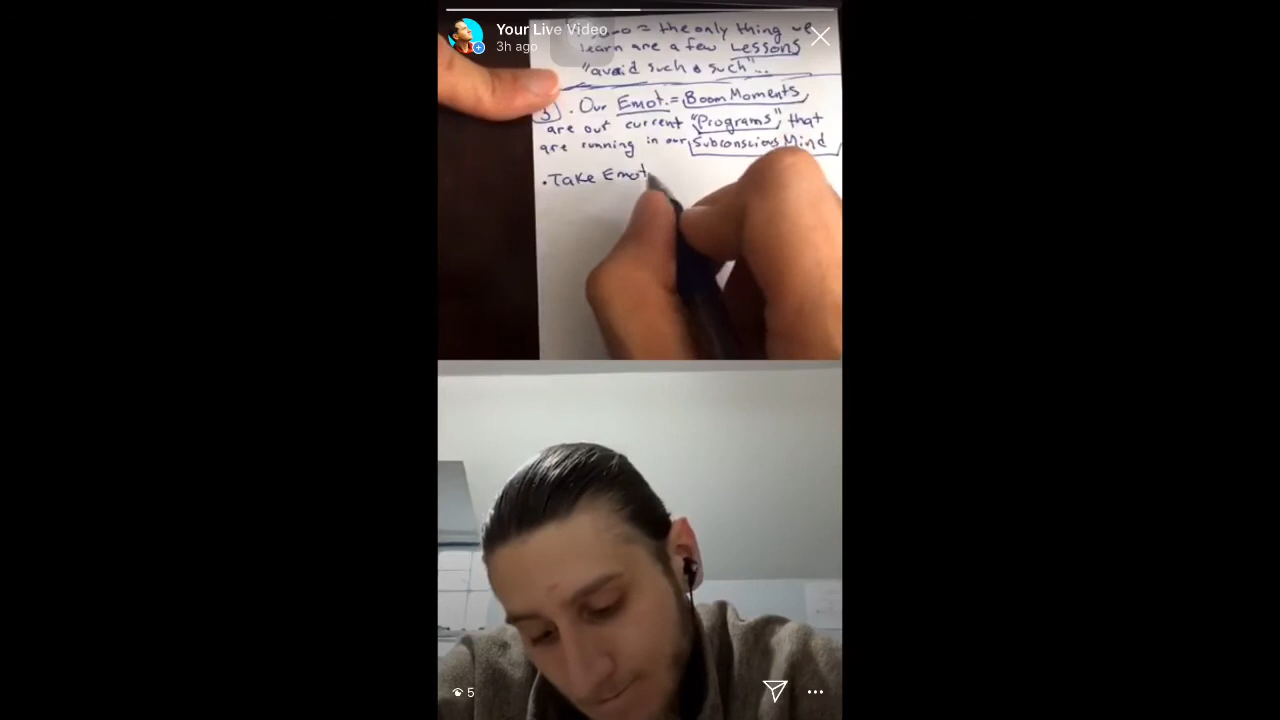 Your Live Video
3h ago
= the only thing we
learn are a few Lessons
"avoid such & such"...
3 . Our Emot. = Boom Moments
are our current "Programs" that
are running in our Subconscious Mind
. Take Emot
5